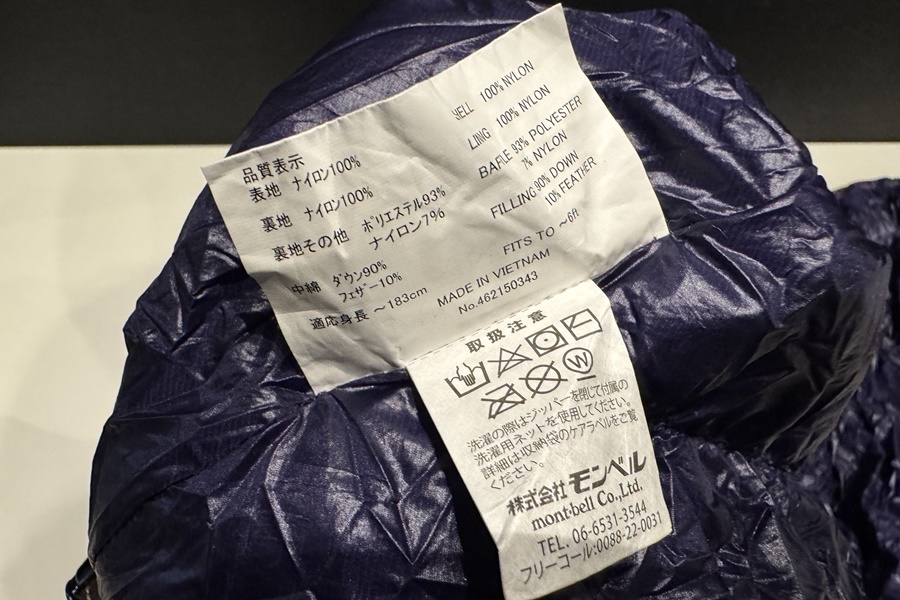 品質表示
表地 ナイロン100%
裏地 ナイロン100%
裏地その他 ポリエステル93%
ナイロン7%
中綿 ダウン90%
フェザー10%
適応身長 ～183cm
100% NYLON
100% NYLON
BAFLE 93% POLYESTER
7% NYLON
FILLING 90% DOWN
10% FEATHER
FITS TO ~6ft
MADE IN VIETNAM
No.462150343
取扱注意
W
洗濯の際はジッパーを閉じて付属の
洗濯用ネットを使用してください。
詳細は収納袋のケアラベルをご覧
ください。
株式会社 モンベル
mont-bell Co.,Ltd.
TEL. 06-6531-3544
フリーコール:0088-22-0031